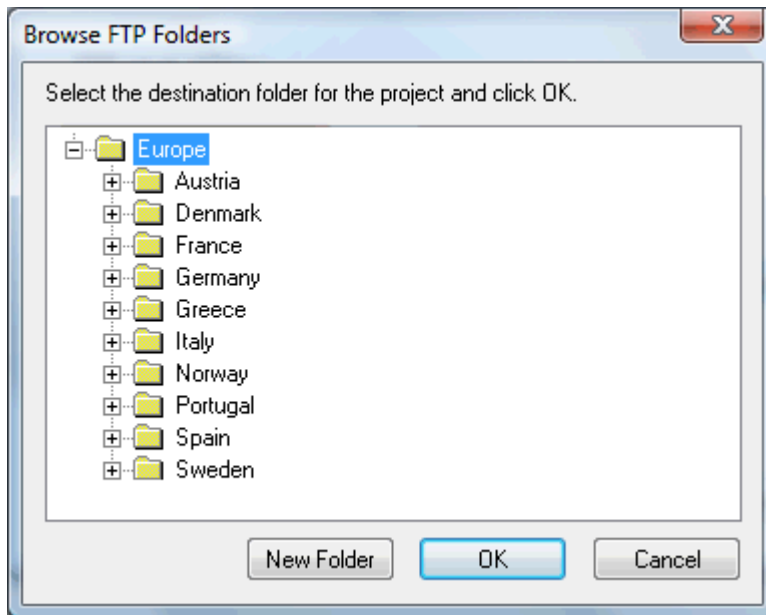 Browse FTP Folders
Select the destination folder for the project and click OK.
Europe
Austria
Denmark
France
Germany
Greece
Italy
Norway
Portugal
Spain
Sweden
New Folder
OK
Cancel